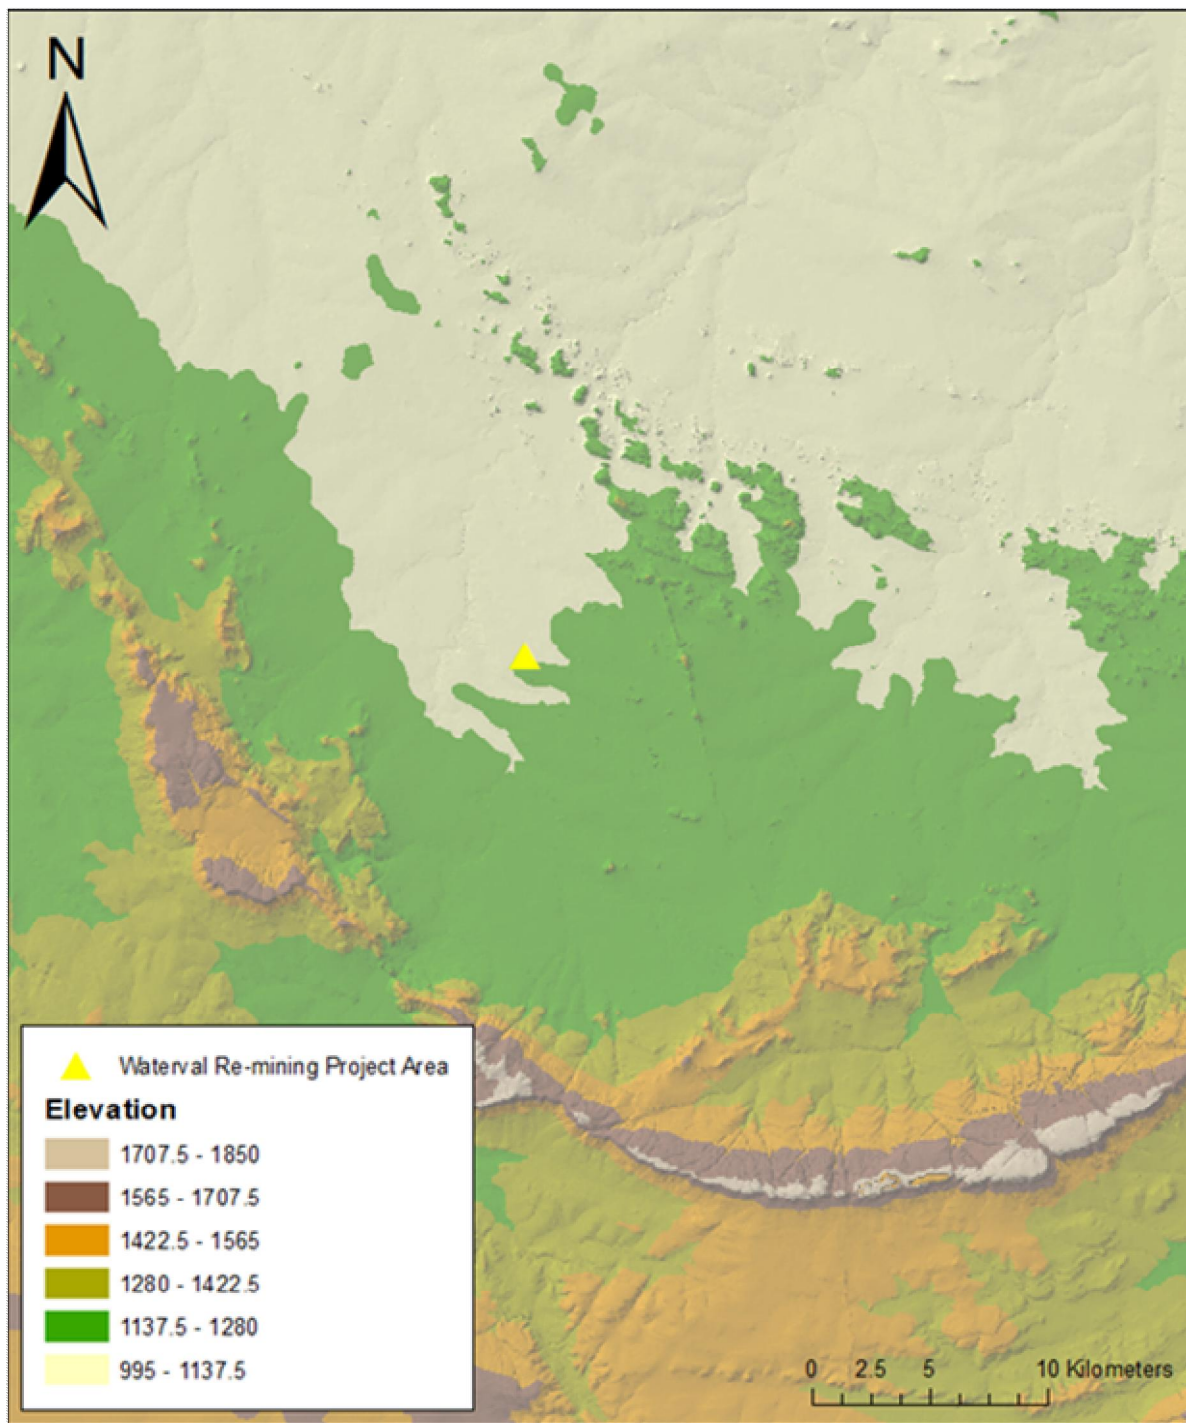 N
Waterval Re-mining Project Area
Elevation
1707.5 - 1850
1565 - 1707.5
1422.5 - 1565
1280 - 1422.5
1137.5 - 1280
995 - 1137.5
0 2.5 5 10 Kilometers